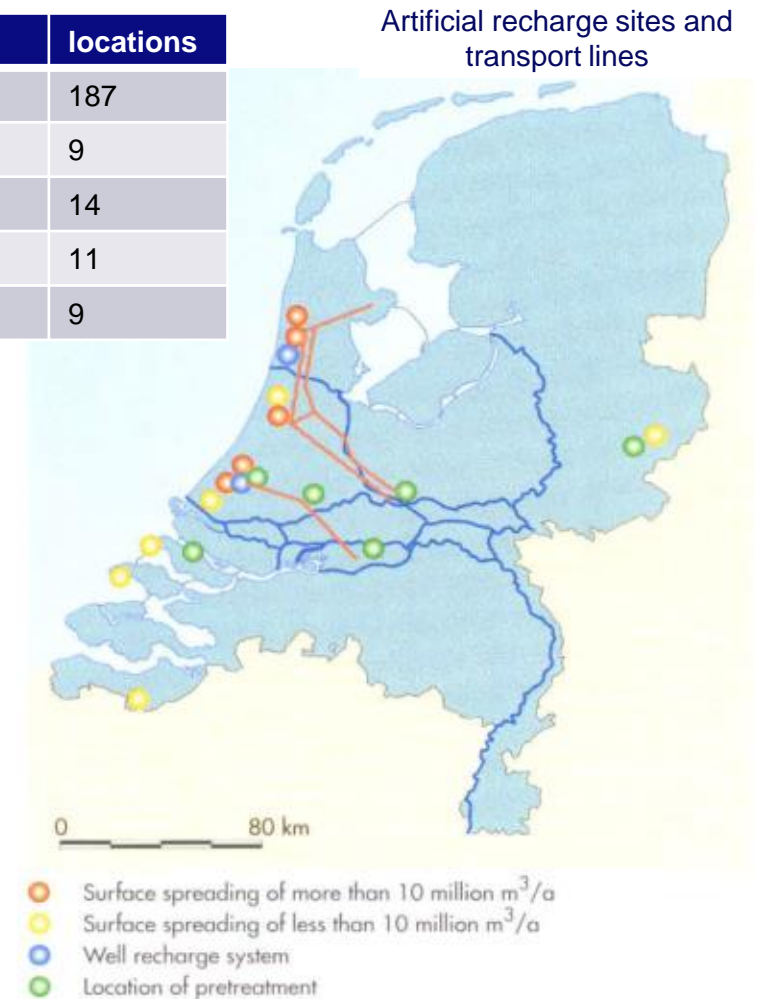 locations
187
9
14
11
9
Artificial recharge sites and
transport lines
0 80 km
Surface spreading of more than 10 million m³/a
Surface spreading of less than 10 million m³/a
Well recharge system
Location of pretreatment